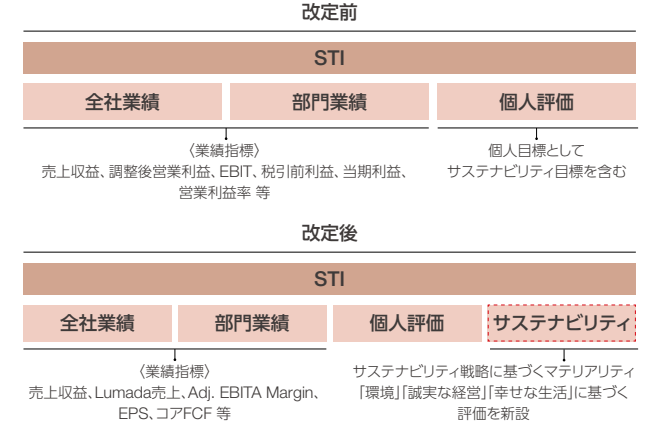 改定前
STI
全社業績 部門業績 個人評価
〈業績指標〉
売上収益、調整後営業利益、EBIT、税引前利益、当期利益、
営業利益率 等
個人目標として
サステナビリティ目標を含む
改定後
STI
全社業績 部門業績 個人評価 サステナビリティ
〈業績指標〉
売上収益、Lumada売上、Adj. EBITA Margin、
EPS、コアFCF 等
サステナビリティ戦略に基づくマテリアリティ
「環境」「誠実な経営」「幸せな生活」に基づく
評価を新設